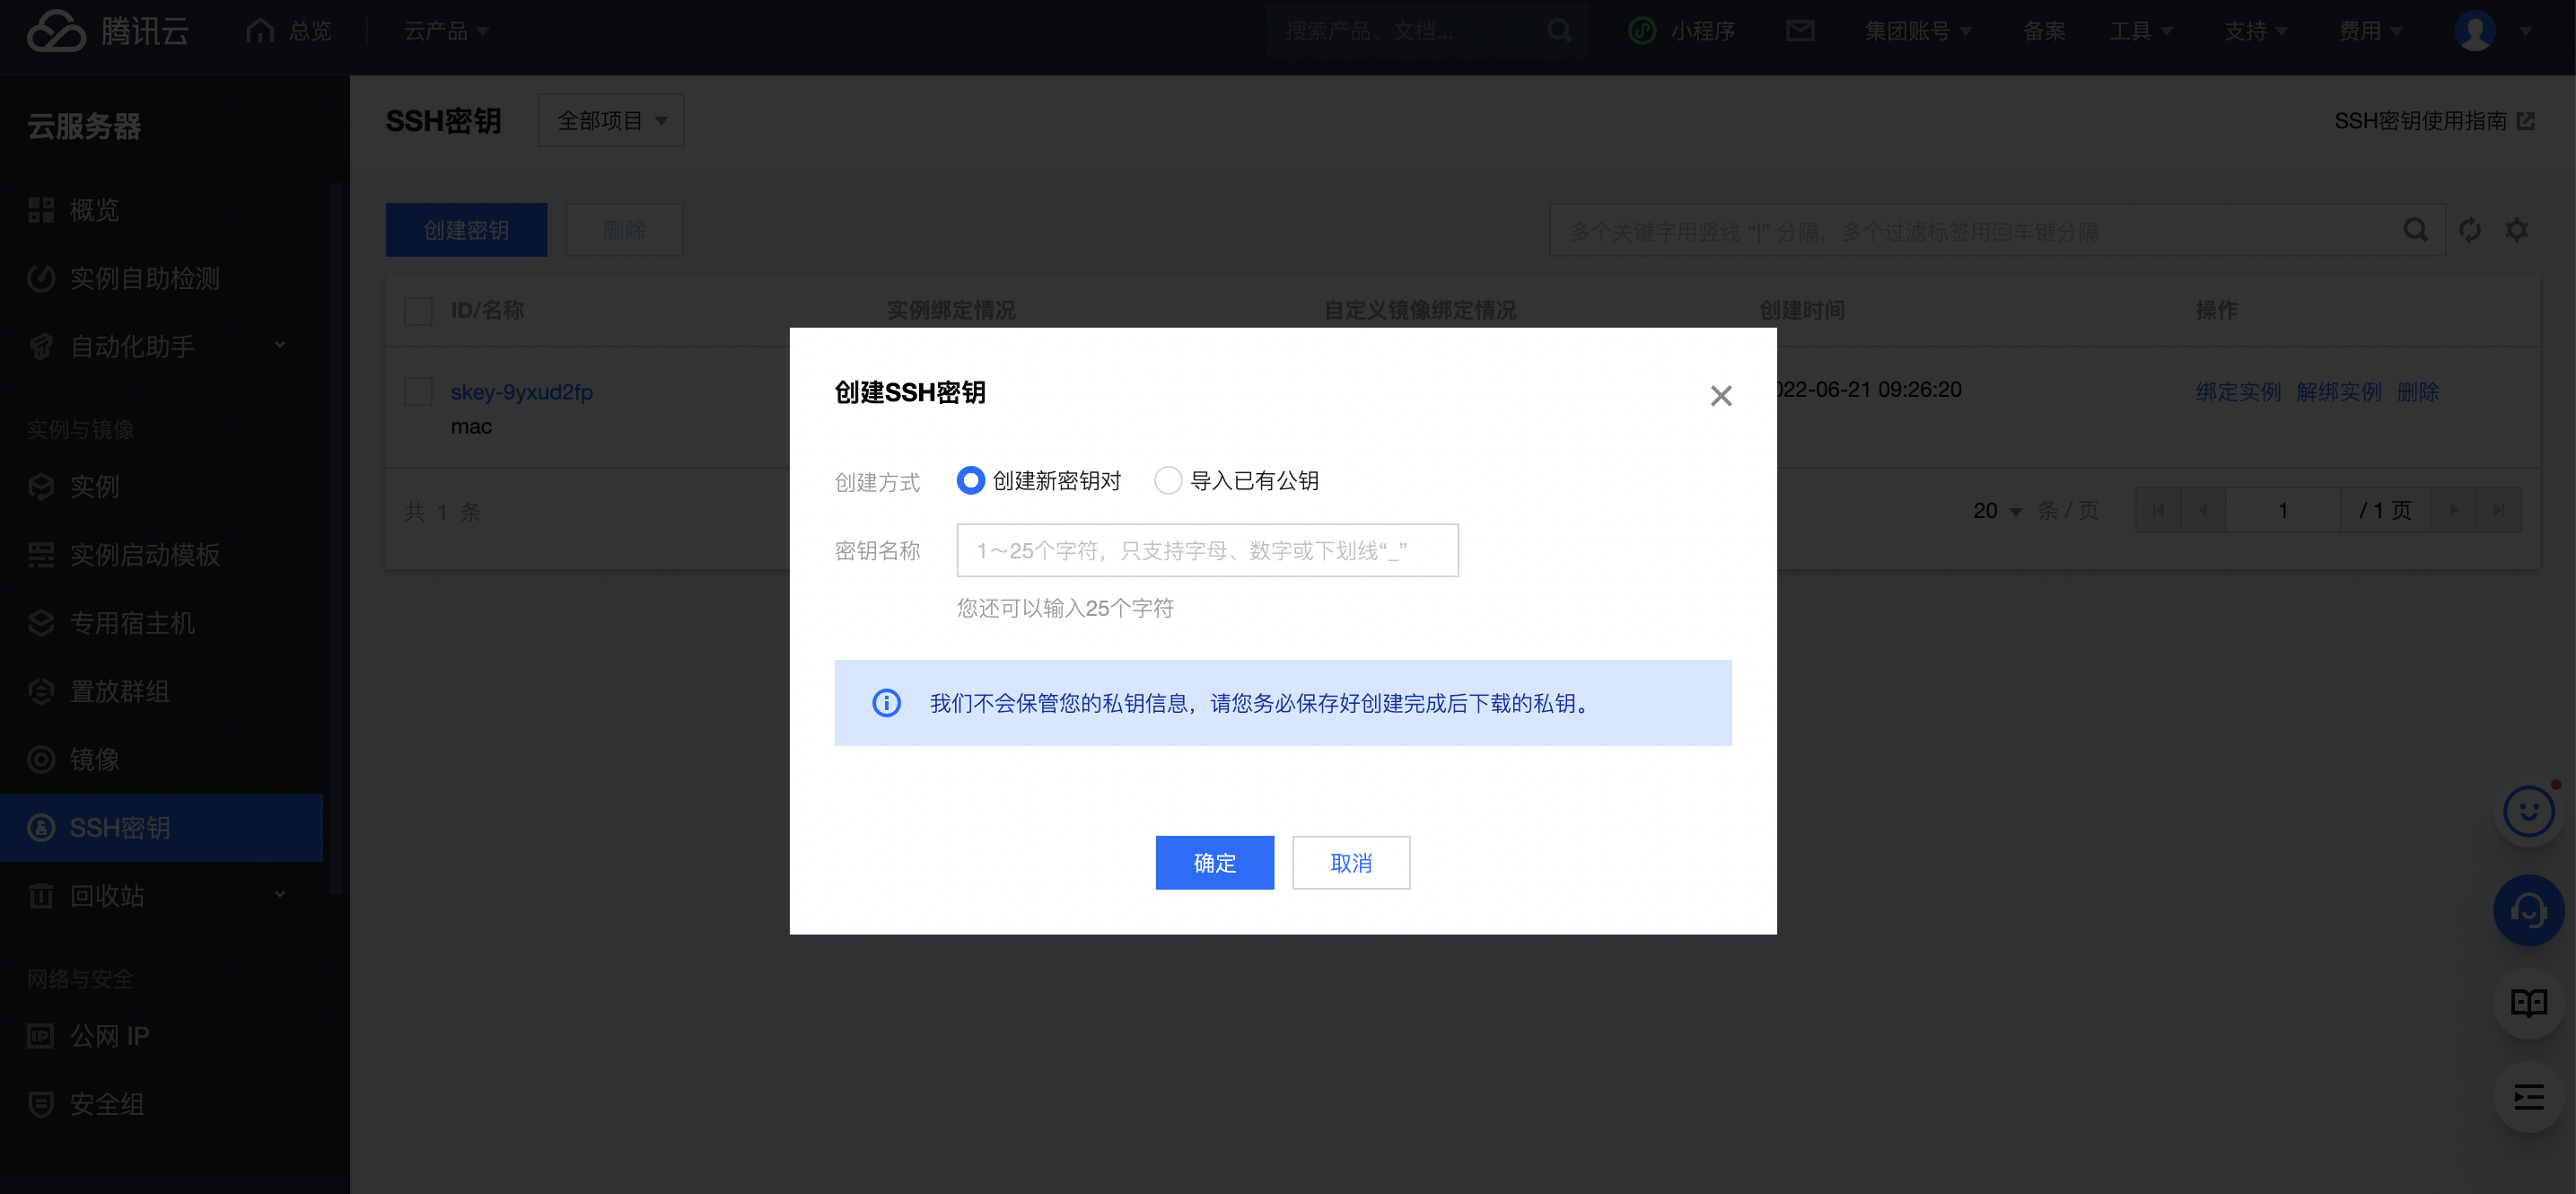 腾讯云
总览
云产品
搜索产品、文档...
小程序
集团账号
备案
工具
支持
费用
云服务器
概览
实例自助检测
自动化助手
实例与镜像
实例
实例启动模板
专用宿主机
置放群组
镜像
SSH密钥
回收站
网络与安全
IP 公网 IP
安全组
SSH密钥
全部项目
SSH密钥使用指南
创建密钥
删除
多个关键字用竖线 “|” 分隔，多个过滤标签用回车键分隔
ID/名称
实例绑定情况
自定义镜像绑定情况
创建时间
操作
skey-9yxud2fp
mac
022-06-21 09:26:20
绑定实例 解绑实例 删除
共 1 条
20 条 / 页
1 / 1 页
创建SSH密钥
创建方式
创建新密钥对
导入已有公钥
密钥名称
1～25个字符，只支持字母、数字或下划线“_”
您还可以输入25个字符
我们不会保管您的私钥信息，请您务必保存好创建完成后下载的私钥。
确定
取消